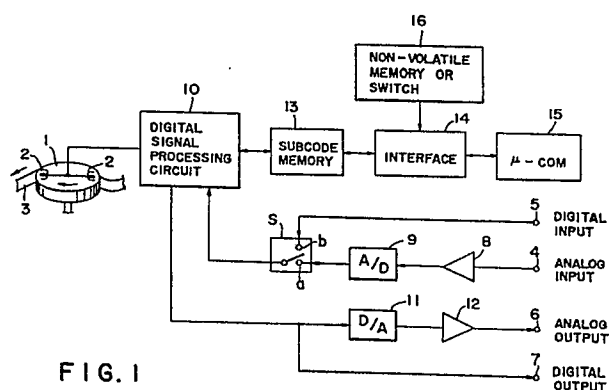 16
NON-VOLATILE
MEMORY OR
SWITCH
10
DIGITAL
SIGNAL
PROCESSING
CIRCUIT
13
SUBCODE
MEMORY
14
INTERFACE
15
μ-COM
1
2
2
3
S
b
a
9
A/D
8
5
DIGITAL
INPUT
4
ANALOG
INPUT
11
D/A
12
6
ANALOG
OUTPUT
7
DIGITAL
OUTPUT
FIG. 1